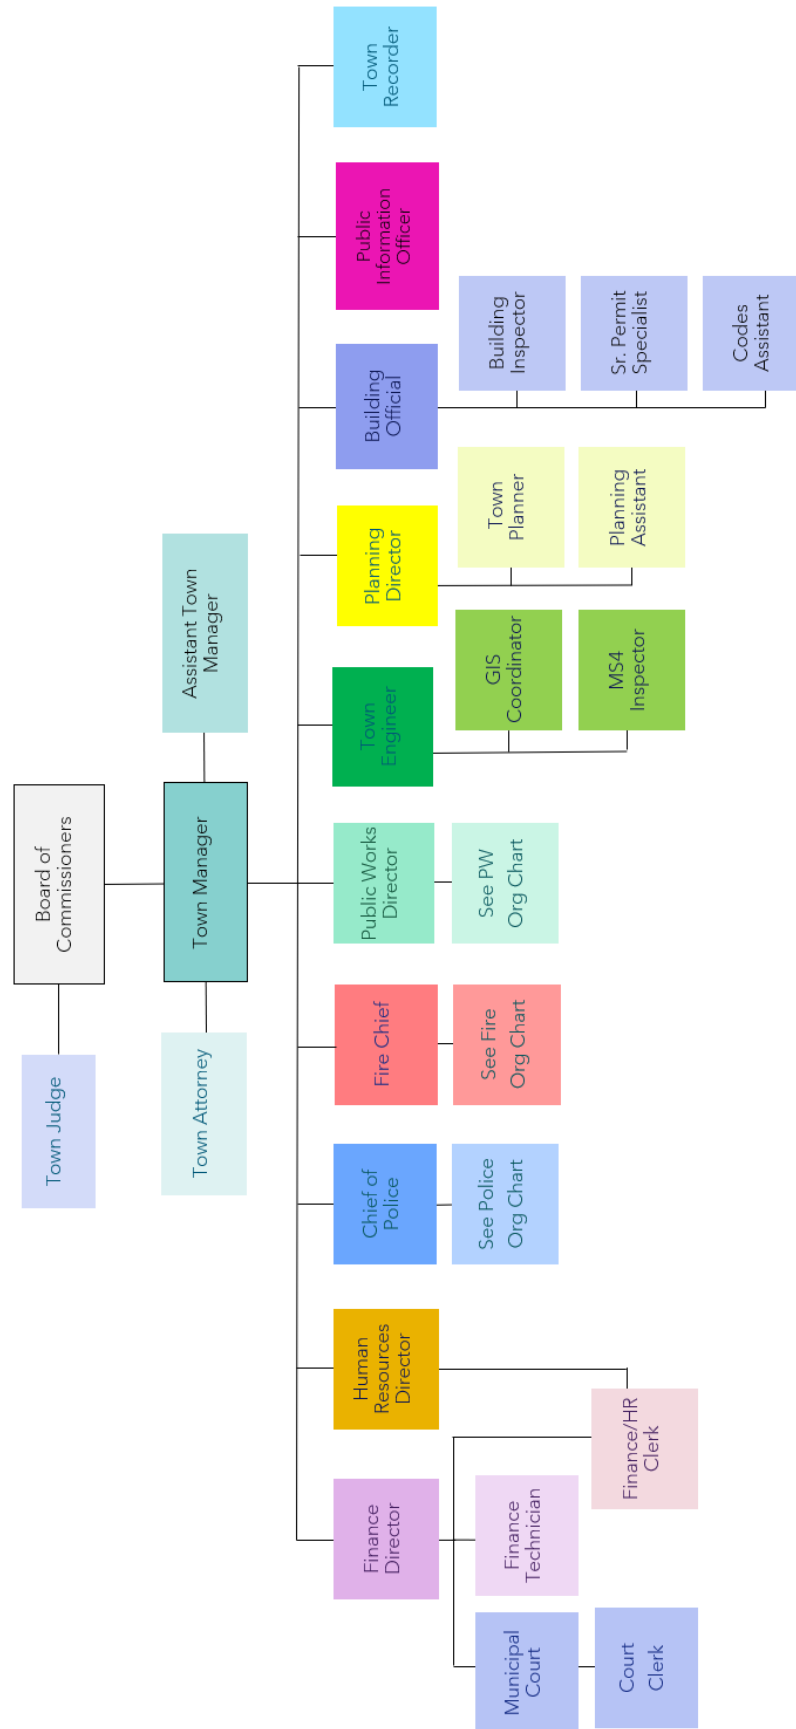 Board of
Commissioners
Town Judge
Town Manager
Town Attorney
Assistant Town
Manager
Finance
Director
Human
Resources
Director
Chief of
Police
Fire Chief
Public Works
Director
Town
Engineer
Planning
Director
Building
Official
Public
Information
Officer
Town
Recorder
Municipal
Court
Finance
Technician
Finance/HR
Clerk
Court
Clerk
See Police
Org Chart
See Fire
Org Chart
See PW
Org Chart
GIS
Coordinator
MS4
Inspector
Town
Planner
Planning
Assistant
Building
Inspector
Sr. Permit
Specialist
Codes
Assistant